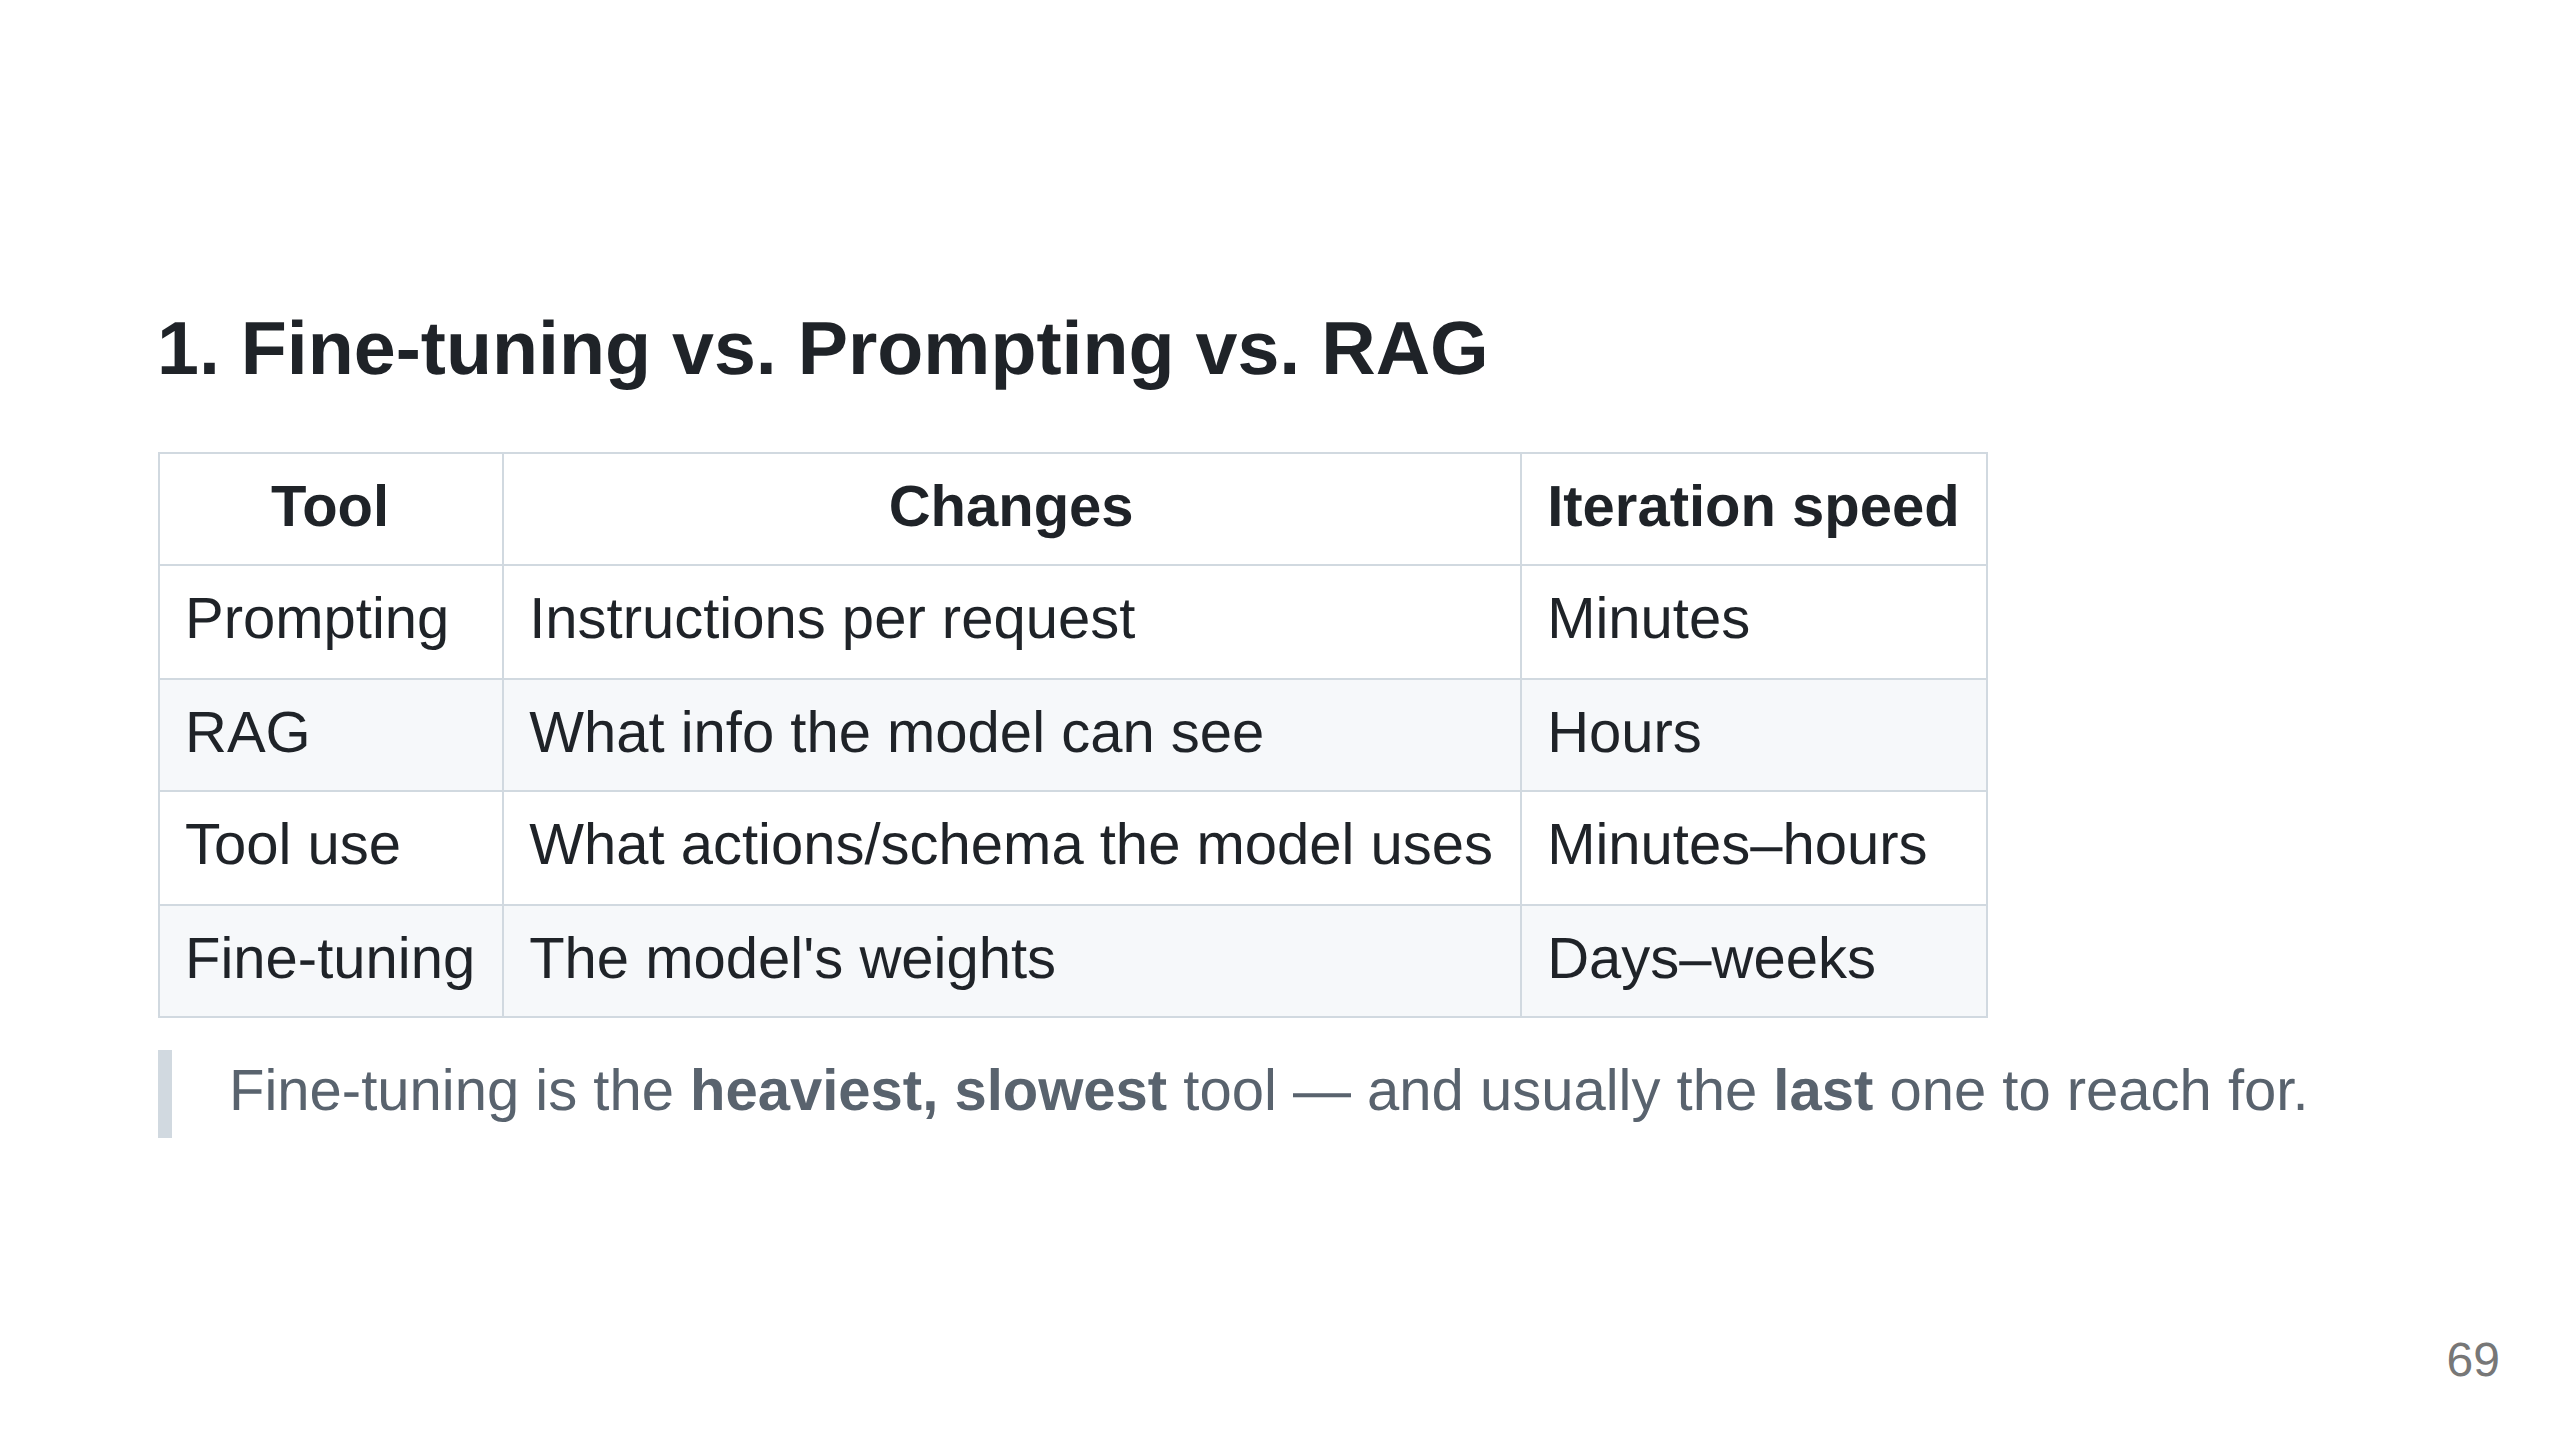 1. Fine-tuning vs. Prompting vs. RAG
Tool Changes Iteration speed
Prompting Instructions per request Minutes
RAG What info the model can see Hours
Tool use What actions/schema the model uses Minutes–hours
Fine-tuning The model's weights Days–weeks
Fine-tuning is the heaviest, slowest tool — and usually the last one to reach for.
69